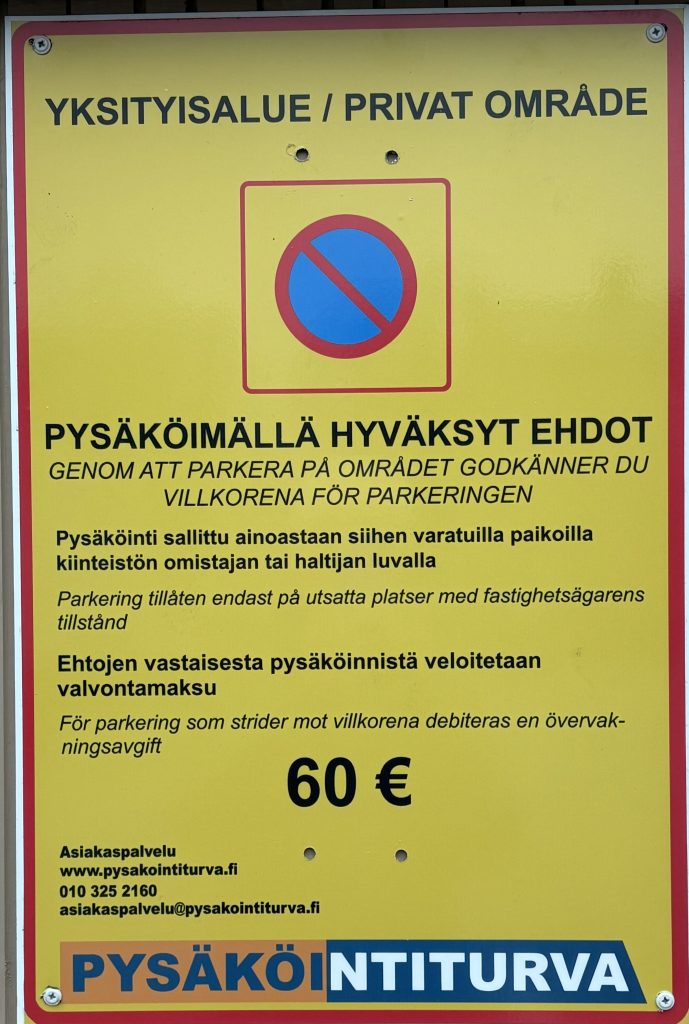 YKSITYISALUE / PRIVAT OMRÅDE
PYSÄKÖIMÄLLÄ HYVÄKSYT EHDOT
GENOM ATT PARKERA PÅ OMRÅDET GODKÄNNER DU
VILLKORENA FÖR PARKERINGEN
Pysäköinti sallittu ainoastaan siihen varatuilla paikoilla
kiinteistön omistajan tai haltijan luvalla
Parkering tillåten endast på utsatta platser med fastighetsägarens
tillstånd
Ehtojen vastaisesta pysäköinnistä veloitetaan
valvontamaksu
För parkering som strider mot villkorena debiteras en övervak-
ningsavgift
60 €
Asiakaspalvelu
www.pysakointiturva.fi
010 325 2160
asiakaspalvelu@pysakointiturva.fi
PYSÄKÖINTITURVA